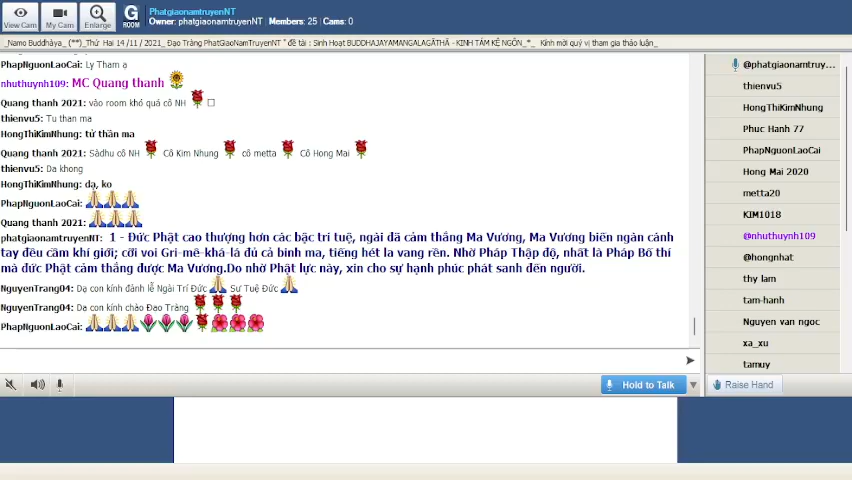 PhatgiaonamtruyenNT
Owner: phatgiaonamtruyenNT | Members: 25 | Cams: 0
View Cam
My Cam
Enlarge
G
ROOM
_Namo Buddhàya_ (**)_Thứ Hai 14 /11 / 2021_ Đạo Tràng PhatGiaoNamTruyenNT " đề tài : Sinh Hoạt BUDDHAJAYAMANGALAGĀTHĀ - KINH TÁM KỆ NGÔN_*_ Kính mời quý vị tham gia thảo luận_
PhapNguonLaoCai: Ly Tham a
nhuthuynh109: MC Quang thanh
Quang thanh 2021: vào room khó quá cô NH
thienvu5: Tu than ma
HongThiKimNhung: tử thần ma
Quang thanh 2021: Sàdhu cô NH Cô Kim Nhung cô metta Cô Hong Mai
thienvu5: Da khong
HongThiKimNhung: dạ, ko
PhapNguonLaoCai:
Quang thanh 2021:
phatgiaonamtruyenNT: 1 - Đức Phật cao thượng hơn các bậc trí tuệ, ngài đã cảm thắng Ma Vương, Ma Vương biến ngàn cánh
tay đều cầm khí giới; cỡi voi Gri-mê-khá-lá đủ cả binh ma, tiếng hét la vang rền. Nhờ Pháp Thập độ, nhất là Pháp Bố thí
mà đức Phật cảm thắng được Ma Vương.Do nhờ Phật lực này, xin cho sự hạnh phúc phát sanh đến người.
NguyenTrang04: Dạ con kính đảnh lễ Ngài Trí Đức Sư Tuệ Đức
NguyenTrang04: Dạ con kính chào Đạo Tràng
PhapNguonLaoCai:
Hold to Talk
@phatgiaonamtruy...
thienvu5
HongThiKimNhung
Phuc Hanh 77
PhapNguonLaoCai
Hong Mai 2020
metta20
KIM1018
@nhuthuynh109
@hongnhat
thy lam
tam-hanh
Nguyen van ngoc
xa_xu
tamuy
Raise Hand